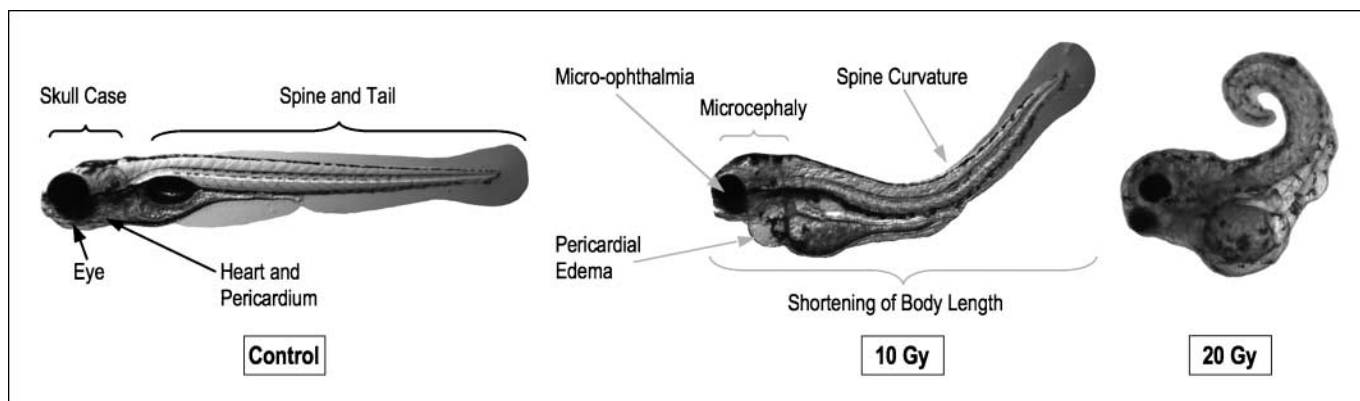 Skull Case
Spine and Tail
Eye
Heart and
Pericardium
Control
Micro-ophthalmia
Microcephaly
Spine Curvature
Pericardial
Edema
Shortening of Body Length
10 Gy
20 Gy